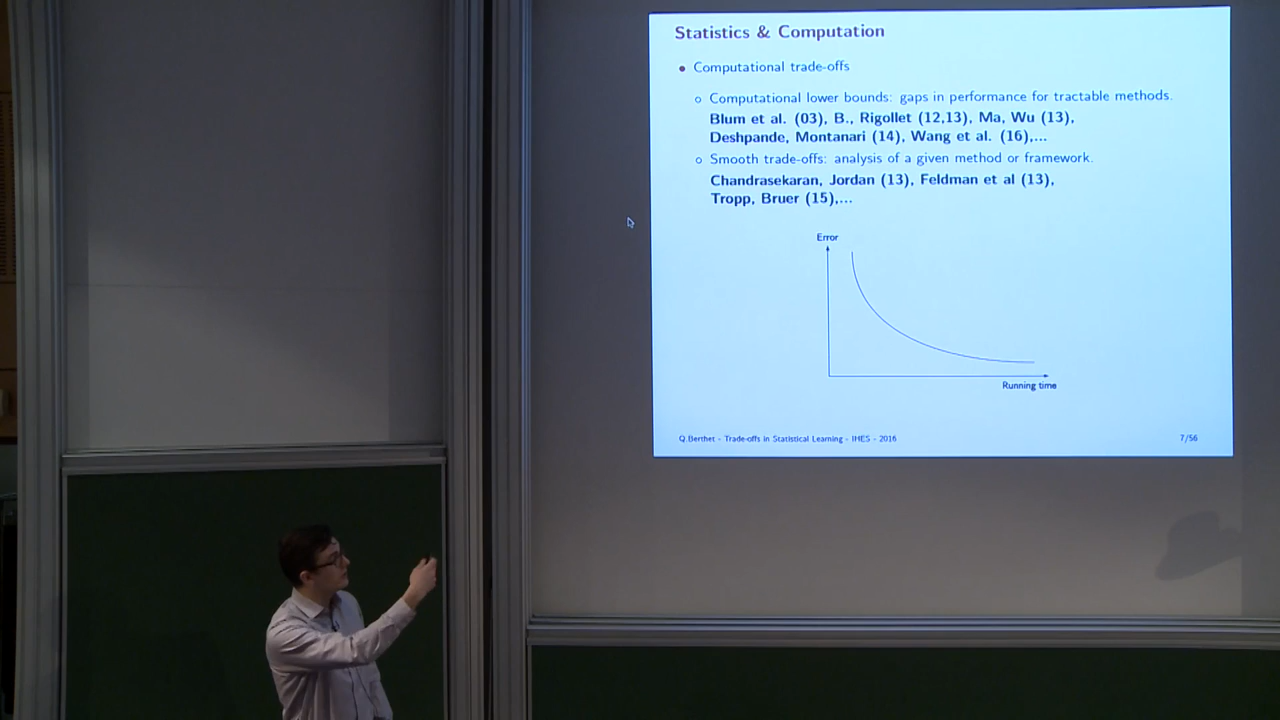 Statistics & Computation
• Computational trade-offs
○ Computational lower bounds: gaps in performance for tractable methods.
Blum et al. (03), B., Rigollet (12,13), Ma, Wu (13),
Deshpande, Montanari (14), Wang et al. (16),...
○ Smooth trade-offs: analysis of a given method or framework.
Chandrasekaran, Jordan (13), Feldman et al (13),
Tropp, Bruer (15),...
Error
Running time
Q.Berthet - Trade-offs in Statistical Learning - IHES - 2016
7/56